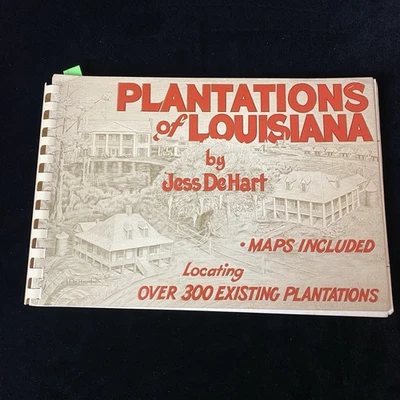 PLANTATIONS
of LOUISIANA
by
Jess DeHart
• MAPS INCLUDED
Locating
OVER 300 EXISTING PLANTATIONS